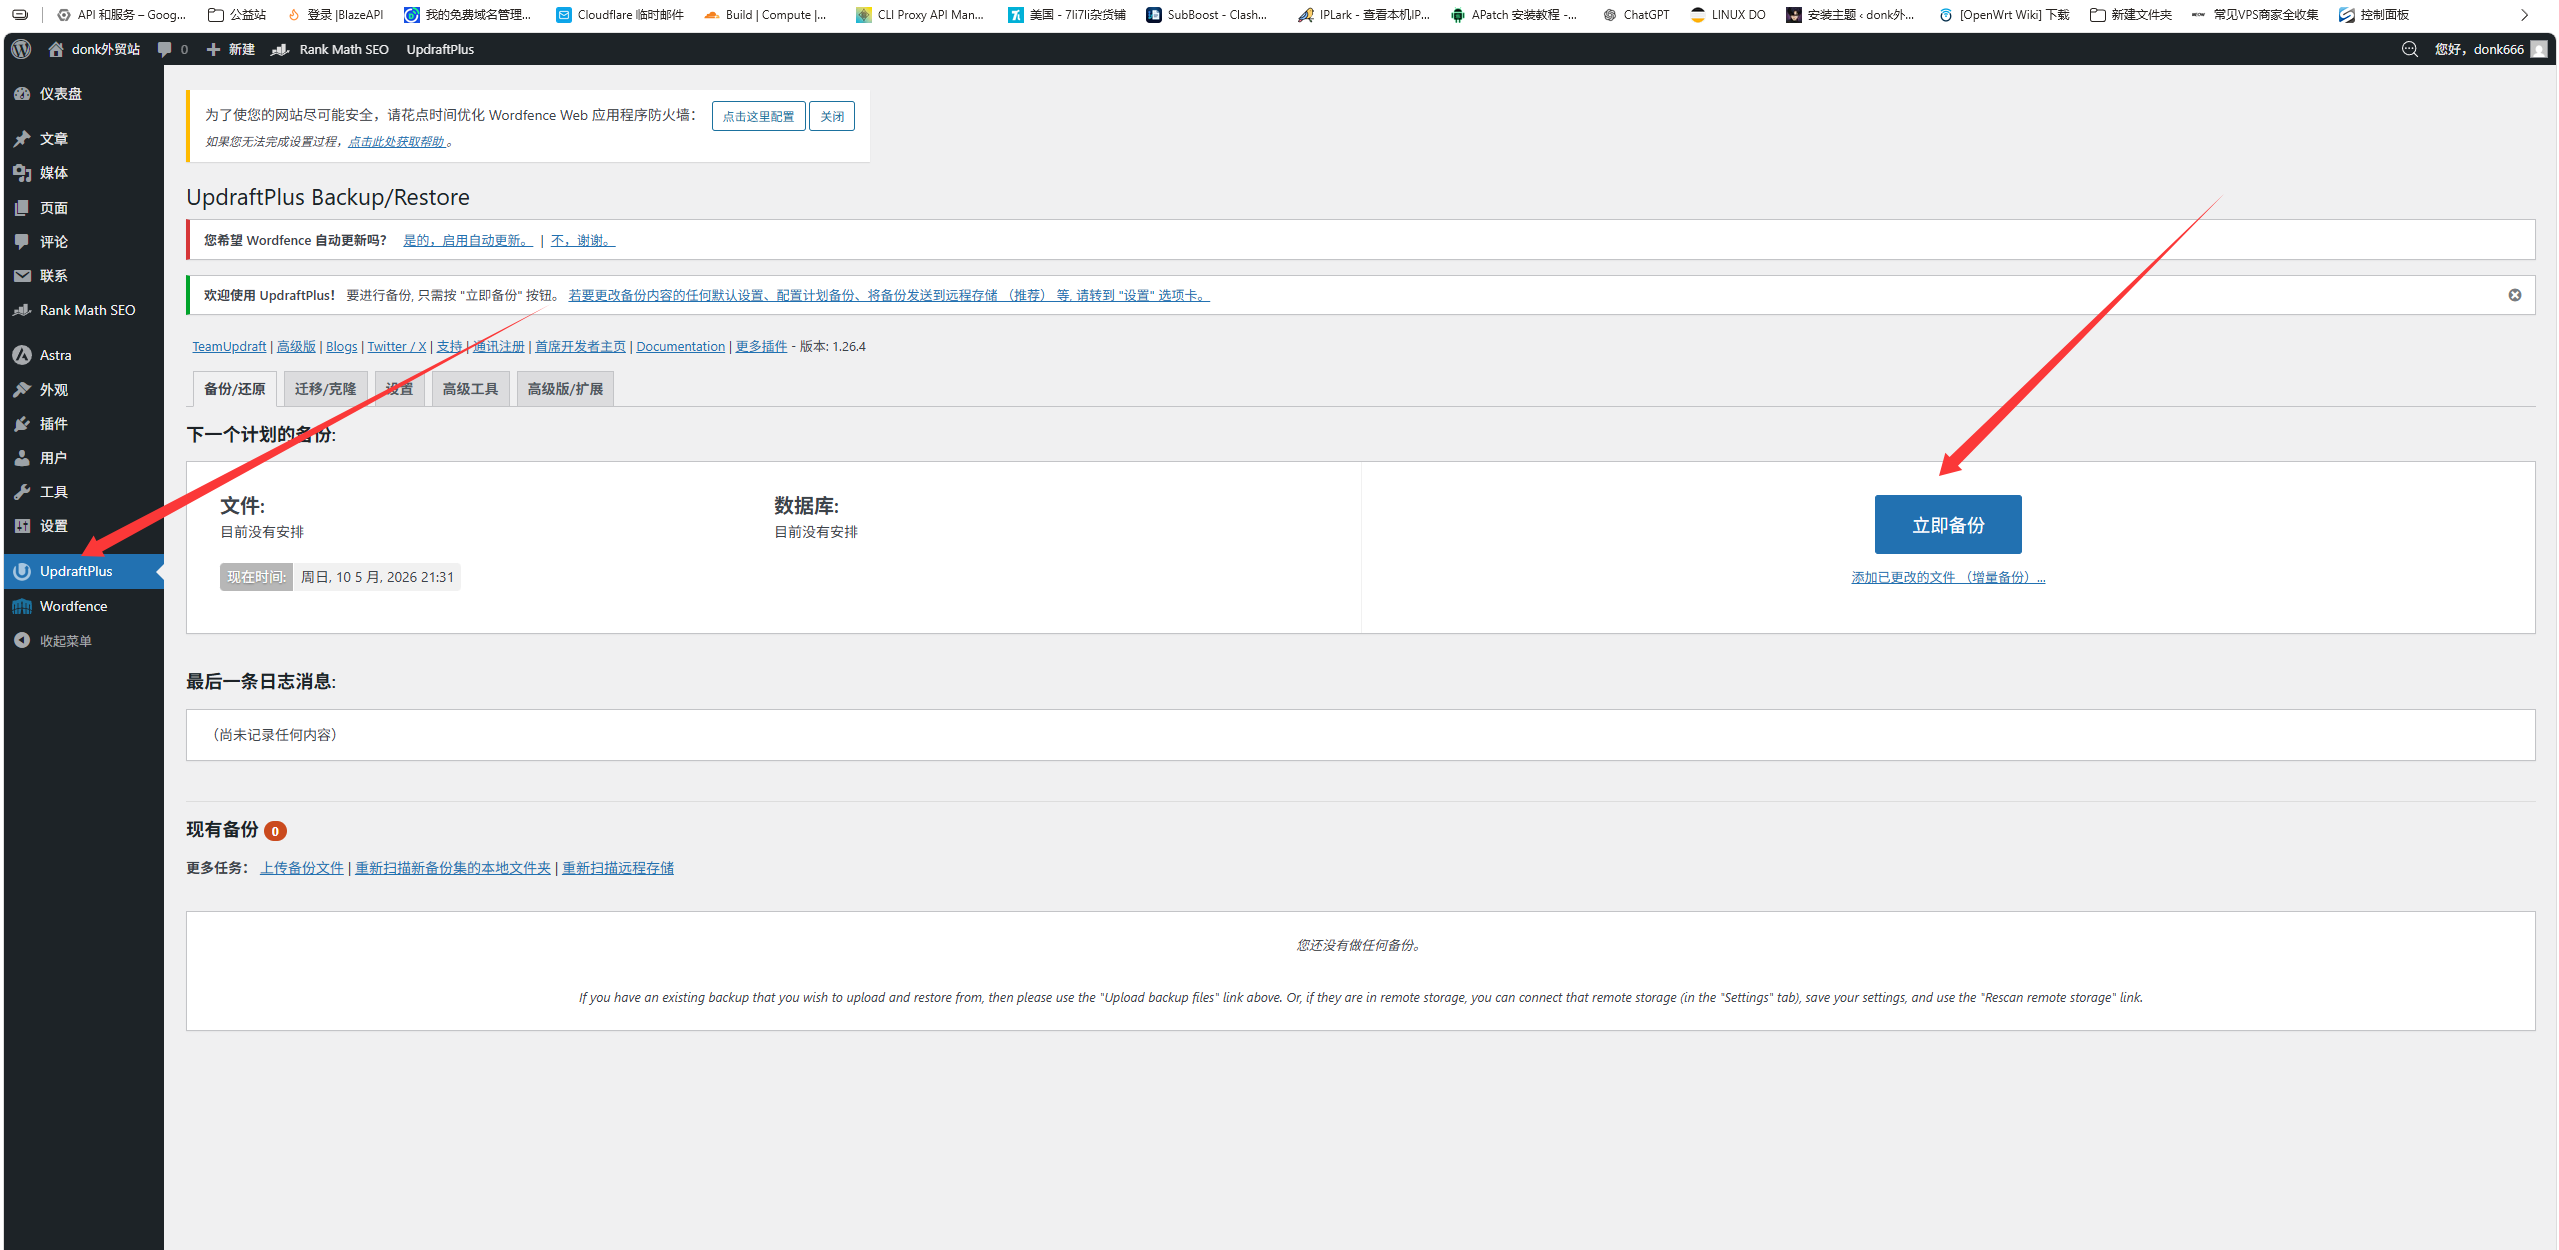 API 和服务 – Goog...
公益站
登录 |BlazeAPI
我的免费域名管理...
Cloudflare 临时邮件
Build | Compute |...
CLI Proxy API Man...
美国 - 7li7li杂货铺
SubBoost - Clash...
IPLark - 查看本机IP...
APatch 安装教程 -...
ChatGPT
LINUX DO
安装主题 ‹ donk外...
[OpenWrt Wiki] 下载
新建文件夹
常见VPS商家全收集
控制面板
donk外贸站
0
新建
Rank Math SEO
UpdraftPlus
您好，donk666
仪表盘
文章
媒体
页面
评论
联系
Rank Math SEO
Astra
外观
插件
用户
工具
设置
UpdraftPlus
Wordfence
收起菜单
为了使您的网站尽可能安全，请花点时间优化 Wordfence Web 应用程序防火墙： 点击这里配置 关闭
如果您无法完成设置过程，点击此处获取帮助 。
UpdraftPlus Backup/Restore
您希望 Wordfence 自动更新吗？ 是的，启用自动更新。 | 不，谢谢。
欢迎使用 UpdraftPlus！ 要进行备份, 只需按 "立即备份" 按钮。 若要更改备份内容的任何默认设置、配置计划备份、将备份发送到远程存储 （推荐） 等, 请转到 "设置" 选项卡。
TeamUpdraft | 高级版 | Blogs | Twitter / X | 支持 | 通讯注册 | 首席开发者主页 | Documentation | 更多插件 - 版本: 1.26.4
备份/还原 迁移/克隆 设置 高级工具 高级版/扩展
下一个计划的备份:
文件: 数据库:
目前没有安排 目前没有安排
现在时间: 周日, 10 5 月, 2026 21:31
立即备份
添加已更改的文件 （增量备份）...
最后一条日志消息:
（尚未记录任何内容）
现有备份 0
更多任务： 上传备份文件 | 重新扫描新备份集的本地文件夹 | 重新扫描远程存储
您还没有做任何备份。
If you have an existing backup that you wish to upload and restore from, then please use the "Upload backup files" link above. Or, if they are in remote storage, you can connect that remote storage (in the "Settings" tab), save your settings, and use the "Rescan remote storage" link.